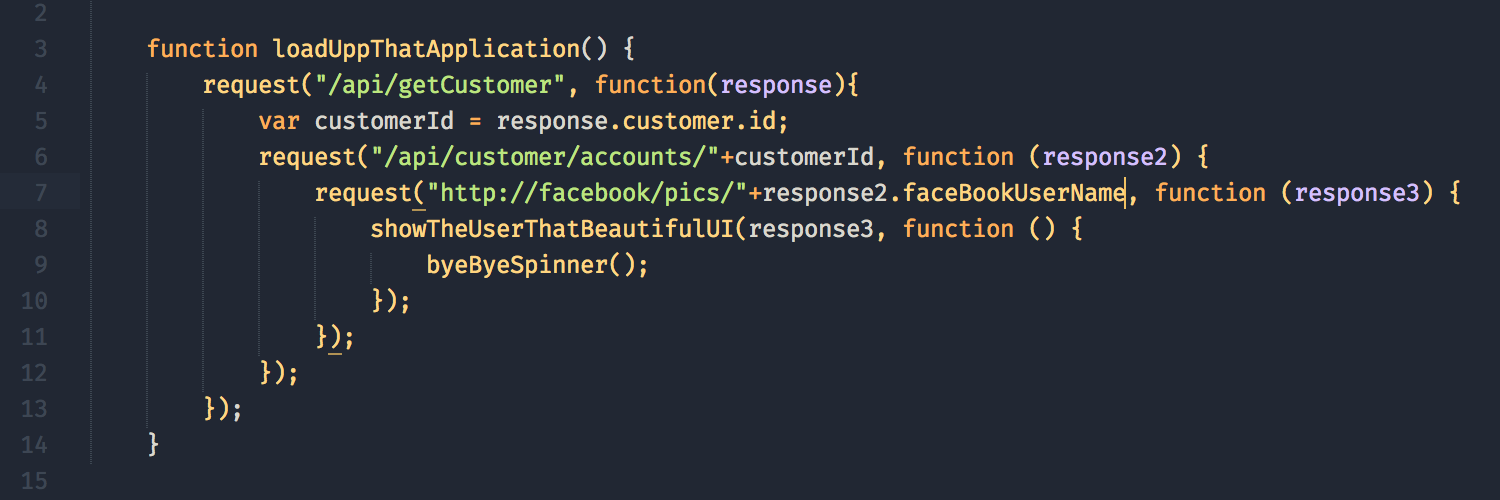 2
3 function loadUppThatApplication() {
4 request("/api/getCustomer", function(response){
5 var customerId = response.customer.id;
6 request("/api/customer/accounts/"+customerId, function (response2) {
7 request("http://facebook/pics/"+response2.faceBookUserName, function (response3) {
8 showTheUserThatBeautifulUI(response3, function () {
9 byeByeSpinner();
10 });
11 });
12 });
13 });
14 }
15